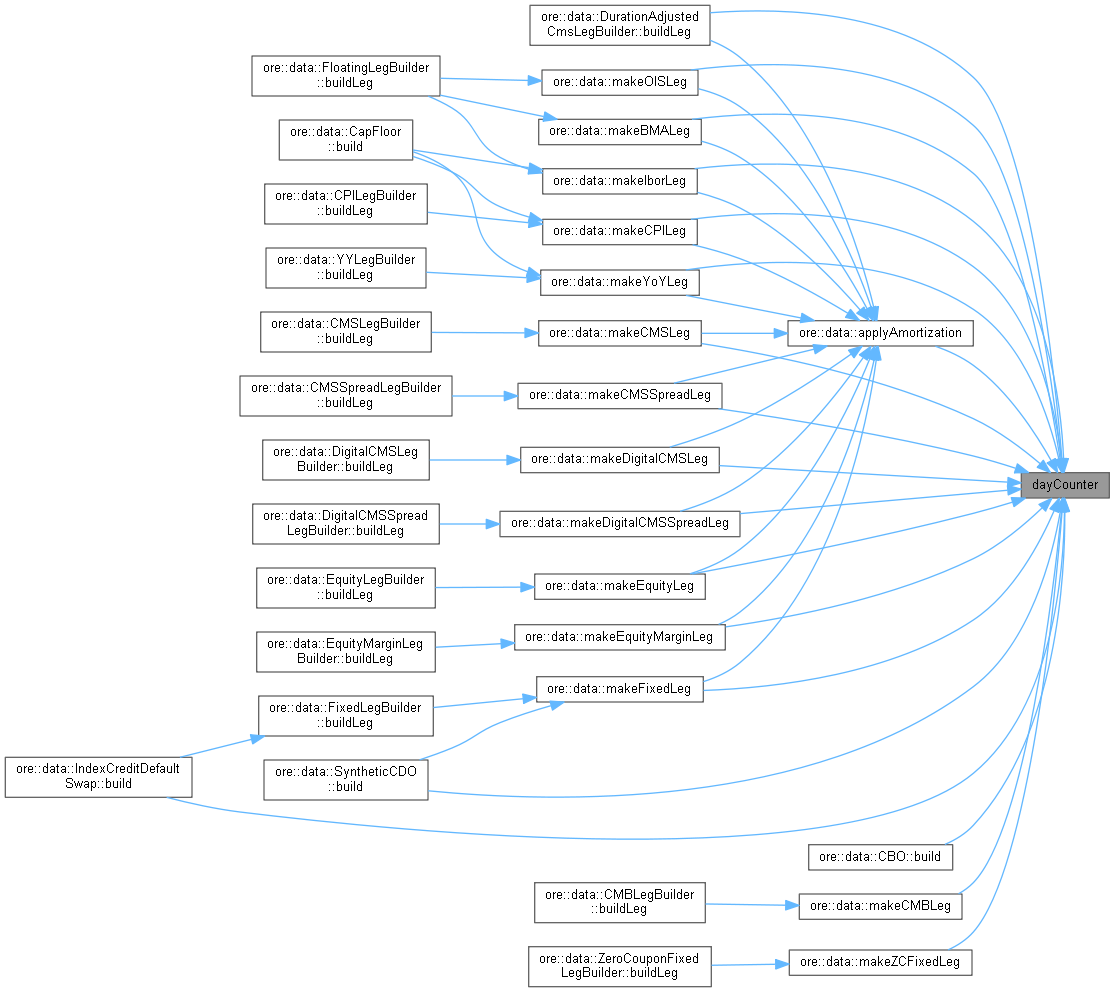 ore::data::DurationAdjusted
CmsLegBuilder::buildLeg
ore::data::FloatingLegBuilder
::buildLeg
ore::data::makeOISLeg
ore::data::makeBMALeg
ore::data::CapFloor
::build
ore::data::makeIborLeg
ore::data::CPILegBuilder
::buildLeg
ore::data::makeCPILeg
ore::data::YYLegBuilder
::buildLeg
ore::data::makeYoYLeg
ore::data::CMSLegBuilder
::buildLeg
ore::data::makeCMSLeg
ore::data::applyAmortization
ore::data::CMSSpreadLegBuilder
::buildLeg
ore::data::makeCMSSpreadLeg
ore::data::DigitalCMSLeg
Builder::buildLeg
ore::data::makeDigitalCMSLeg
dayCounter
ore::data::DigitalCMSSpread
LegBuilder::buildLeg
ore::data::makeDigitalCMSSpreadLeg
ore::data::EquityLegBuilder
::buildLeg
ore::data::makeEquityLeg
ore::data::EquityMarginLeg
Builder::buildLeg
ore::data::makeEquityMarginLeg
ore::data::makeFixedLeg
ore::data::FixedLegBuilder
::buildLeg
ore::data::IndexCreditDefault
Swap::build
ore::data::SyntheticCDO
::build
ore::data::CBO::build
ore::data::CMBLegBuilder
::buildLeg
ore::data::makeCMBLeg
ore::data::ZeroCouponFixed
LegBuilder::buildLeg
ore::data::makeZCFixedLeg